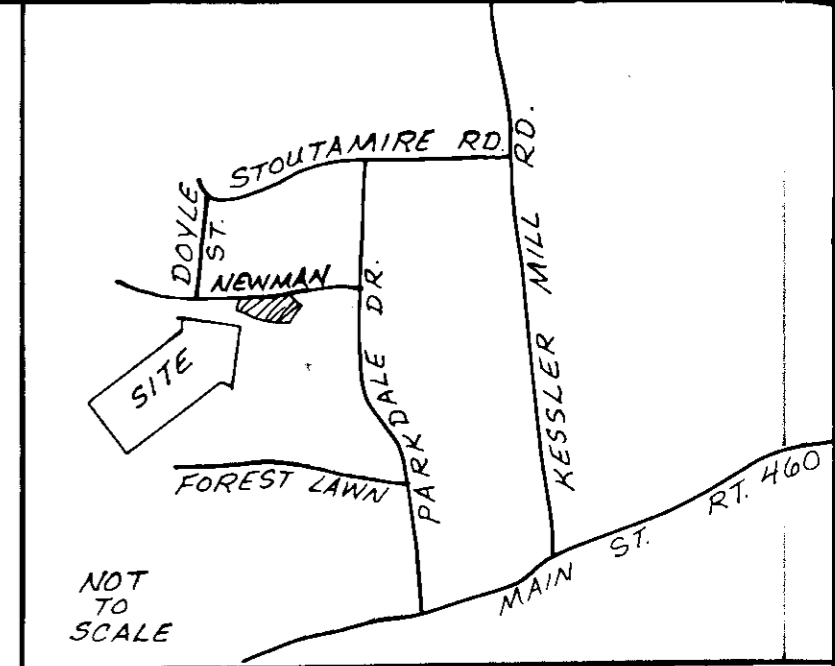 STOUTAMIRE RD.
KESSLER MILL RD.
DOYLE ST.
NEWMAN
PARKDALE DR.
SITE
FOREST LAWN
MAIN ST. RT. 460
NOT
TO
SCALE